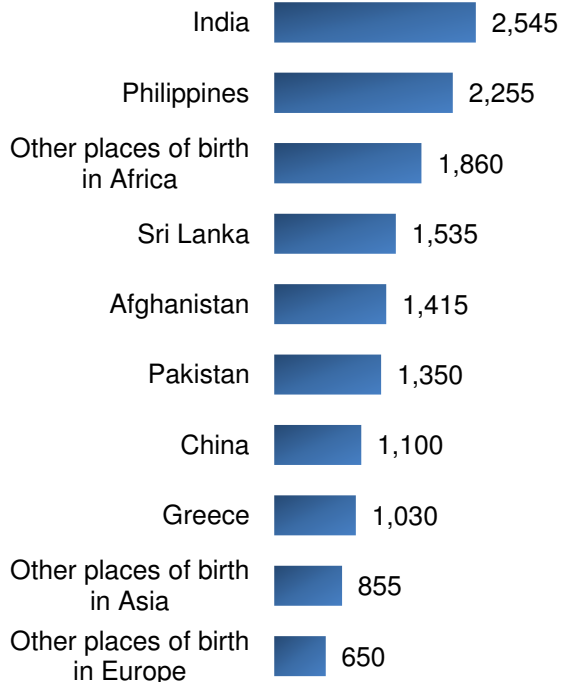 India 2,545
Philippines 2,255
Other places of birth
in Africa 1,860
Sri Lanka 1,535
Afghanistan 1,415
Pakistan 1,350
China 1,100
Greece 1,030
Other places of birth
in Asia 855
Other places of birth
in Europe 650